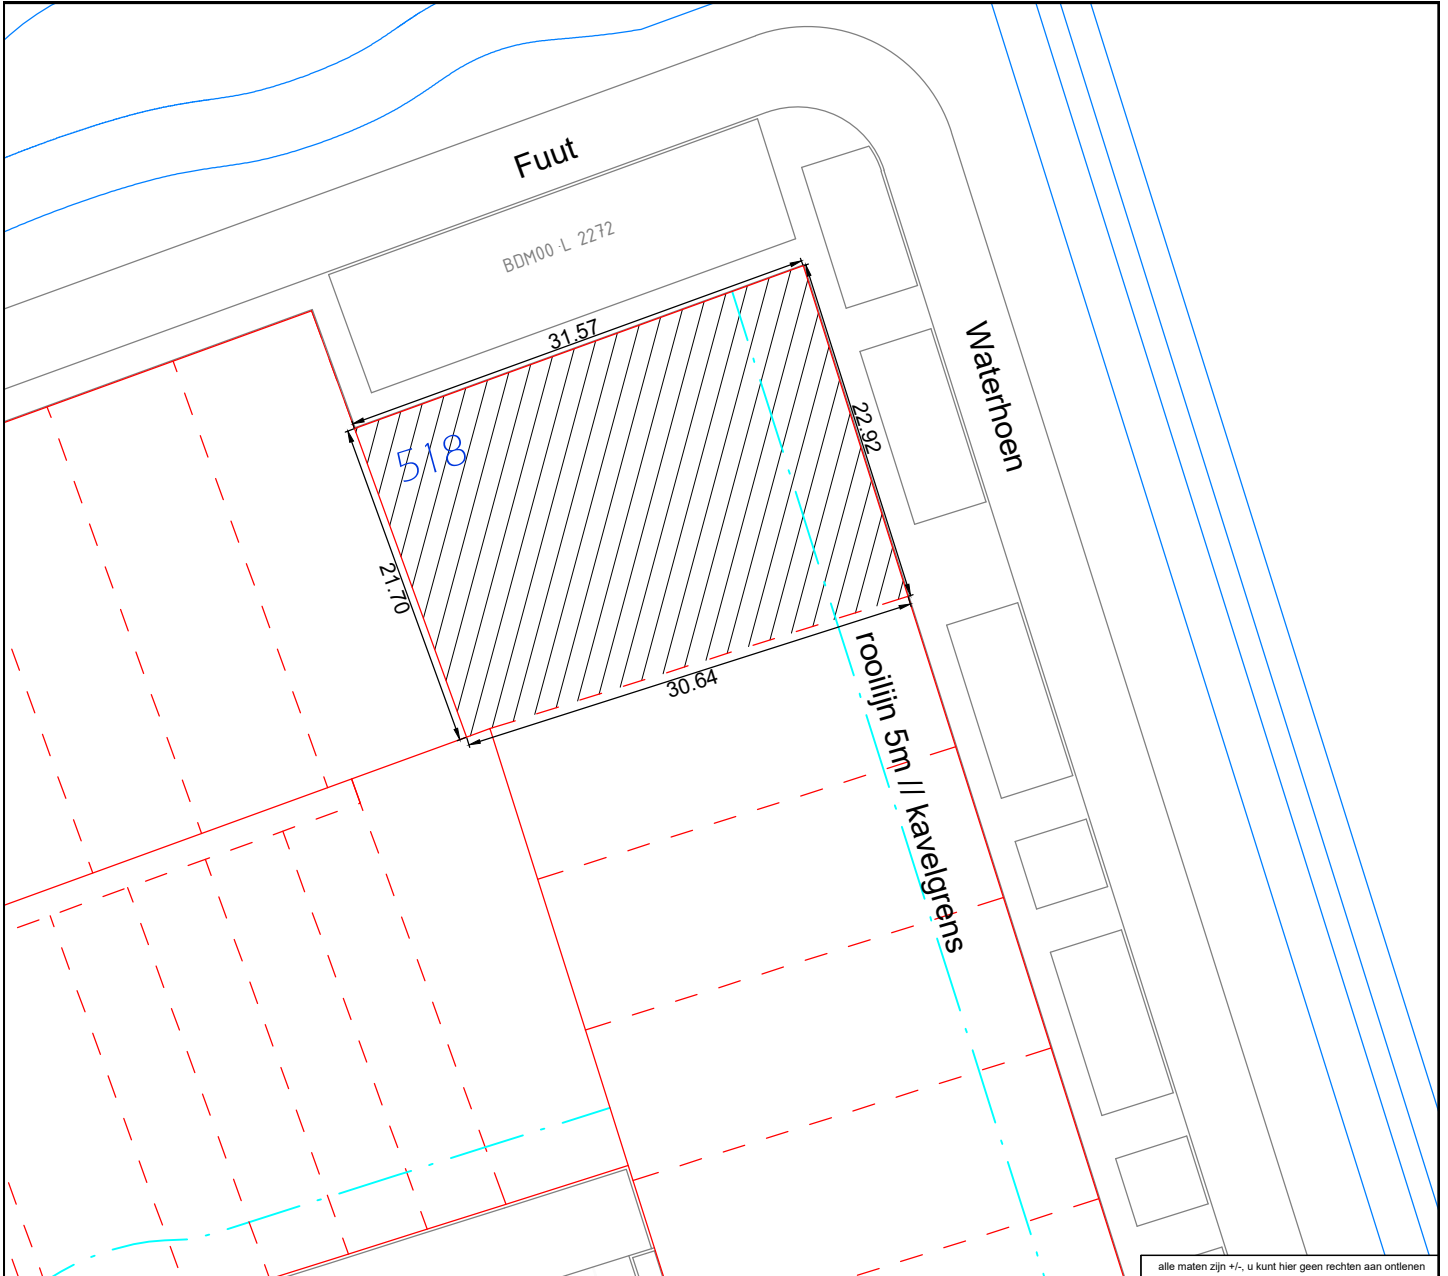 Fuut
BDM00 L 2272
31.57
Waterhoen
22.92
518
21.70
30.64
rooilijn 5m // kavelgrens
alle maten zijn +/-, u kunt hier geen rechten aan ontlenen